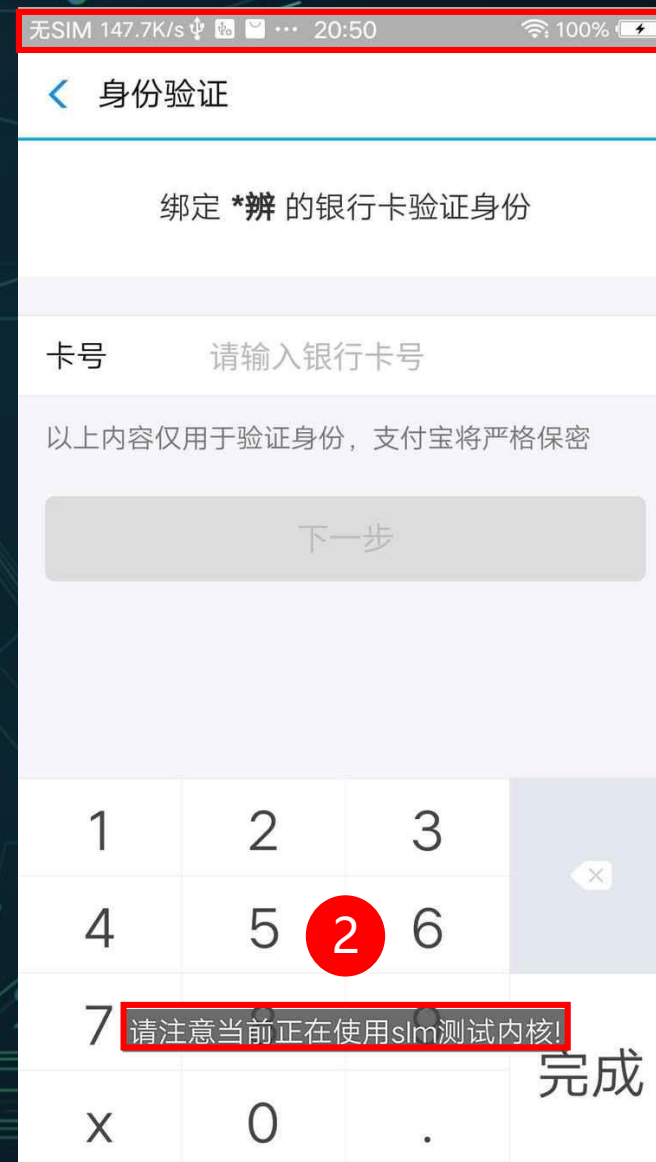 无SIM 147.7K/s ··· 20:50 100%
身份验证
绑定 *辨 的银行卡验证身份
卡号 请输入银行卡号
以上内容仅用于验证身份，支付宝将严格保密
下一步
1 2 3
4 5 2 6
7 8 9
请注意当前正在使用slm测试内核!
完成
x 0 .